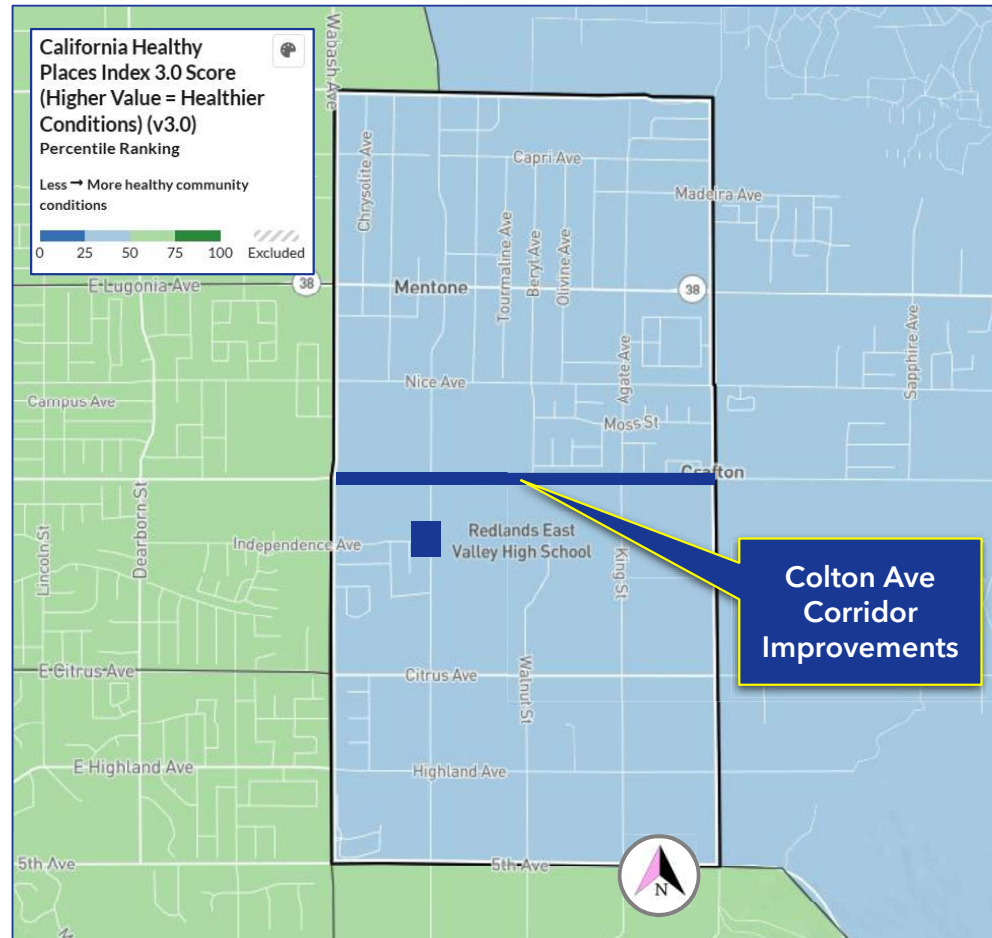 California Healthy
Places Index 3.0 Score
(Higher Value = Healthier
Conditions) (v3.0)
Percentile Ranking
Less → More healthy community
conditions
0 25 50 75 100 Excluded
Wabash Ave
Chrysolite Ave
Capri Ave
Madeira Ave
Tourmaline Ave
Beryl Ave
Olivine Ave
E Lugonia Ave
38
Mentone
38
Sapphire Ave
Agate Ave
Nice Ave
Campus Ave
Moss St
Crafton
Lincoln St
Dearborn St
Independence Ave
Redlands East
Valley High School
King St
Colton Ave
Corridor
Improvements
E Citrus Ave
Citrus Ave
Walnut St
E Highland Ave
Highland Ave
5th Ave
5th Ave
N